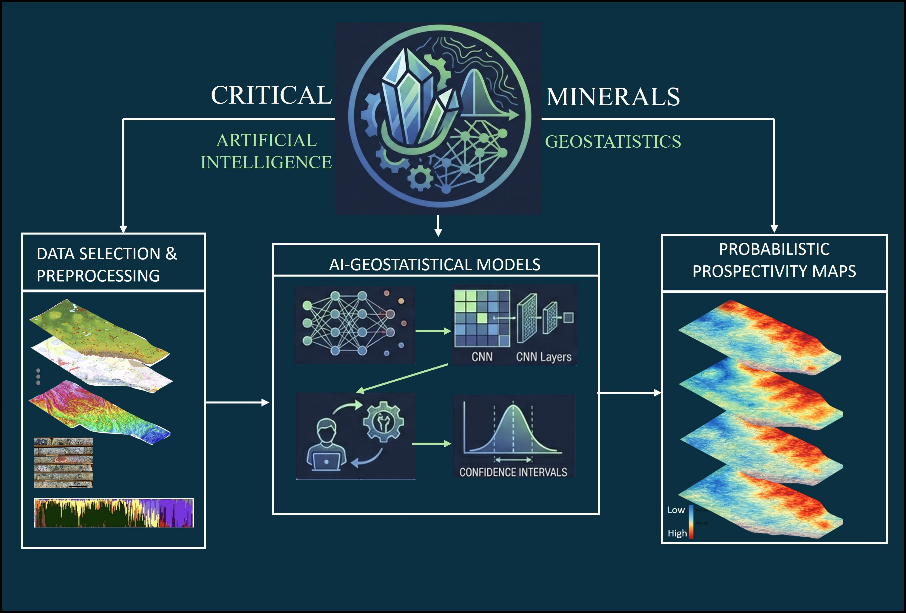 CRITICAL
MINERALS
ARTIFICIAL
INTELLIGENCE
GEOSTATISTICS
DATA SELECTION &
PREPROCESSING
AI-GEOSTATISTICAL MODELS
CNN
CNN Layers
CONFIDENCE INTERVALS
PROBABILISTIC
PROSPECTIVITY MAPS
Low
High